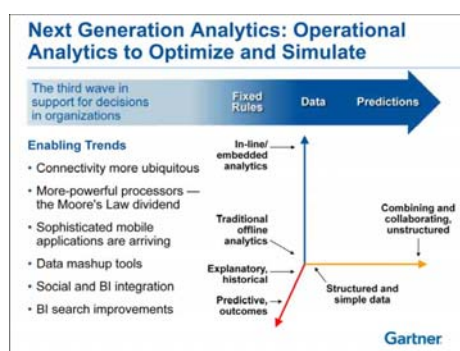 Next Generation Analytics: Operational
Analytics to Optimize and Simulate
The third wave in
support for decisions
in organizations
Fixed
Rules
Data
Predictions
Enabling Trends
• Connectivity more ubiquitous
• More-powerful processors —
the Moore's Law dividend
• Sophisticated mobile
applications are arriving
• Data mashup tools
• Social and BI integration
• BI search improvements
In-line/
embedded
analytics
Traditional
offline
analytics
Explanatory,
historical
Predictive,
outcomes
Combining and
collaborating,
unstructured
Structured and
simple data
Gartner